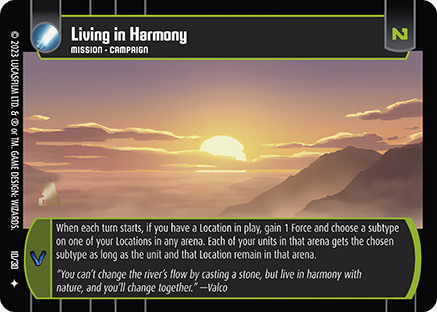 Living in Harmony
MISSION - CAMPAIGN
N
© 2023 LUCASFILM LTD. & ® or TM. GAME DESIGN: WIZARDS.
10/30
V
When each turn starts, if you have a Location in play, gain 1 Force and choose a subtype
on one of your Locations in any arena. Each of your units in that arena gets the chosen
subtype as long as the unit and that Location remain in that arena.
“You can’t change the river’s flow by casting a stone, but live in harmony with
nature, and you’ll change together.” —Valco